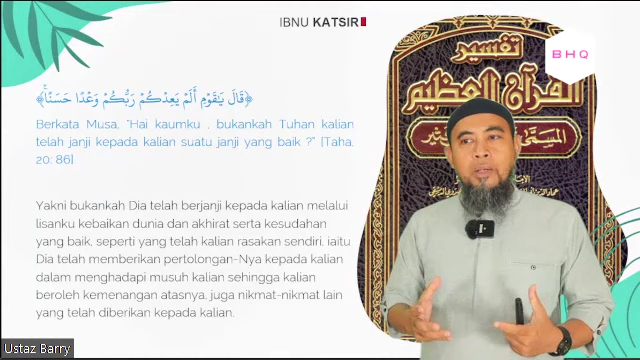 IBNU KATSIR
BHQ
تفسير
القرآن العظيم
﴿قَالَ يَٰقَوْمِ أَلَمْ يَعِدْكُمْ رَبُّكُمْ وَعْدًا حَسَنًاۚ﴾
Berkata Musa, "Hai kaumku , bukankah Tuhan kalian
telah janji kepada kalian suatu janji yang baik ?" [Taha,
20: 86]
Yakni bukankah Dia telah berjanji kepada kalian melalui
lisanku kebaikan dunia dan akhirat serta kesudahan
yang baik, seperti yang telah kalian rasakan sendiri. iaitu
Dia telah memberikan pertolongan-Nya kepada kalian
dalam menghadapi musuh kalian sehingga kalian
beroleh kemenangan atasnya, juga nikmat-nikmat lain
yang telah diberikan kepada kalian.
Ustaz Barry